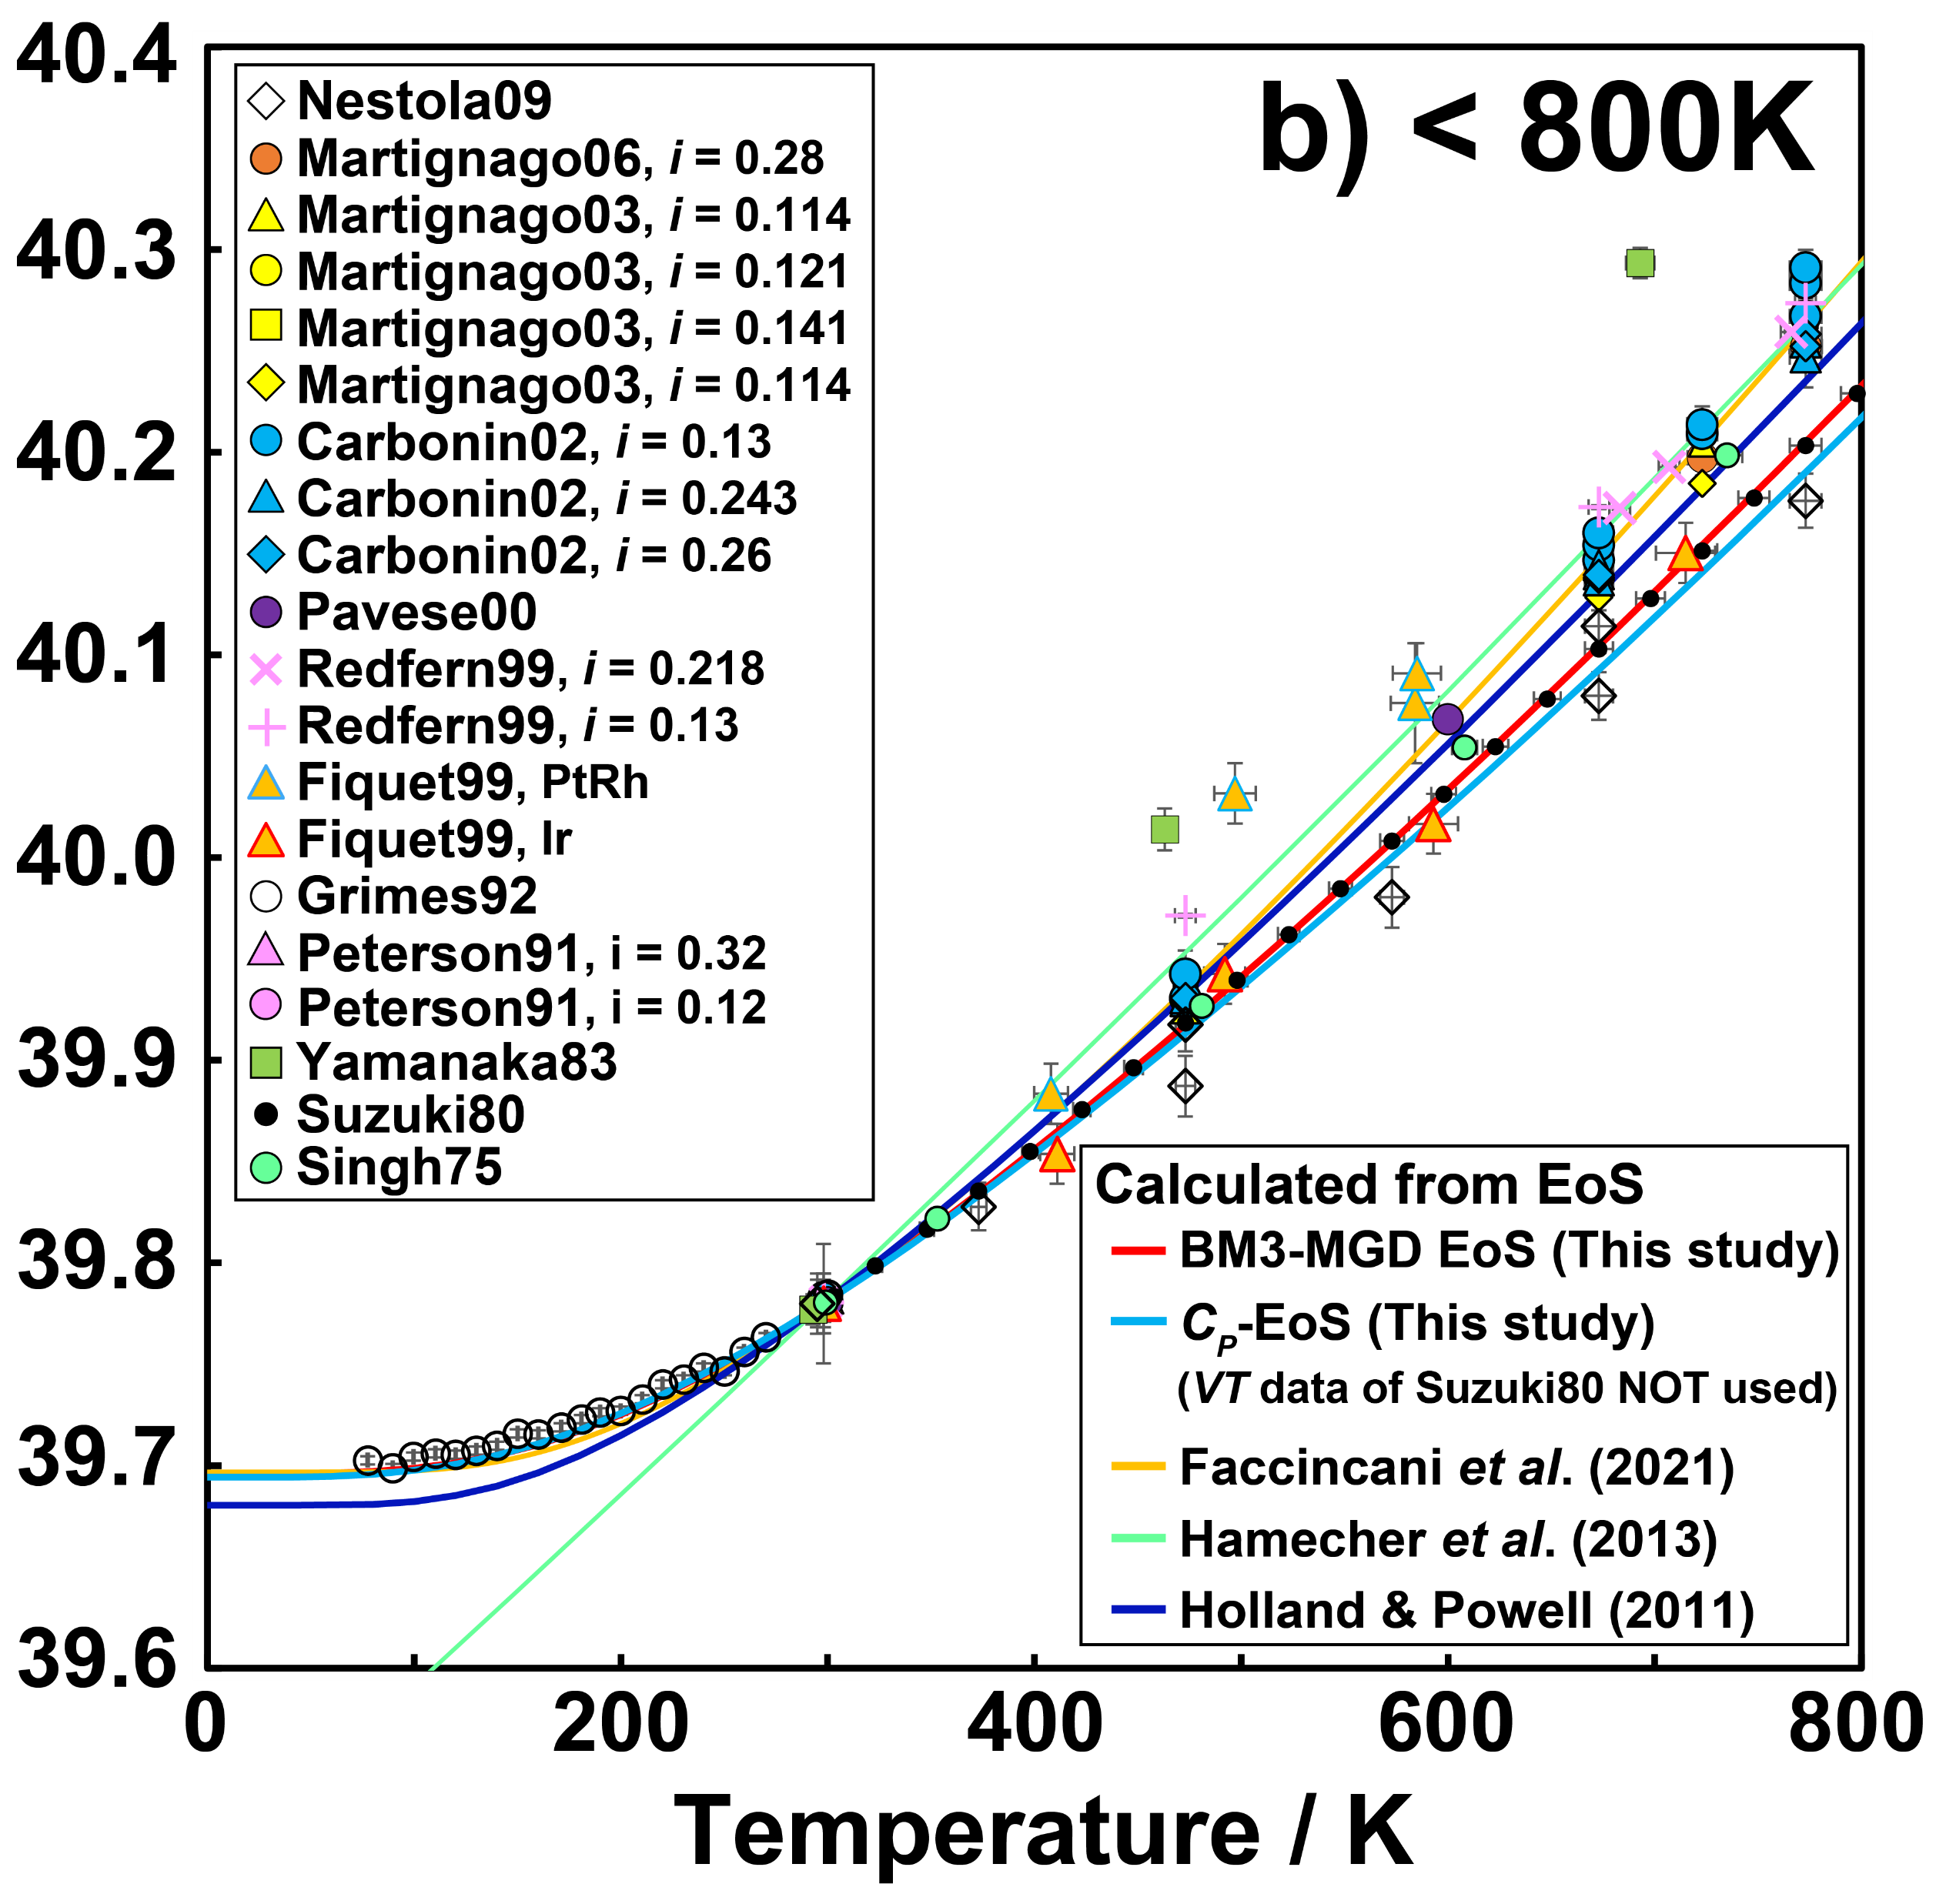 40.4
40.3
40.2
40.1
40.0
39.9
39.8
39.7
39.6
b) < 800K
Nestola09
Martignago06, i = 0.28
Martignago03, i = 0.114
Martignago03, i = 0.121
Martignago03, i = 0.141
Martignago03, i = 0.114
Carbonin02, i = 0.13
Carbonin02, i = 0.243
Carbonin02, i = 0.26
Pavese00
Redfern99, i = 0.218
Redfern99, i = 0.13
Fiquet99, PtRh
Fiquet99, Ir
Grimes92
Peterson91, i = 0.32
Peterson91, i = 0.12
Yamanaka83
Suzuki80
Singh75
Calculated from EoS
BM3-MGD EoS (This study)
CP-EoS (This study)
(VT data of Suzuki80 NOT used)
Faccincani et al. (2021)
Hamecher et al. (2013)
Holland & Powell (2011)
0 200 400 600 800
Temperature / K